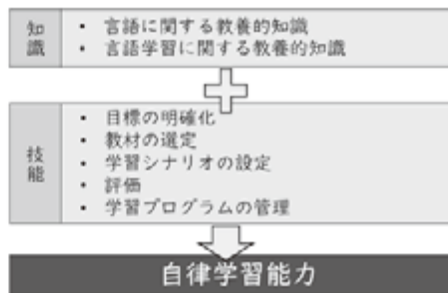 知識
・ 言語に関する教養的知識
・ 言語学習に関する教養的知識
技能
・ 目標の明確化
・ 教材の選定
・ 学習シナリオの設定
・ 評価
・ 学習プログラムの管理
自律学習能力